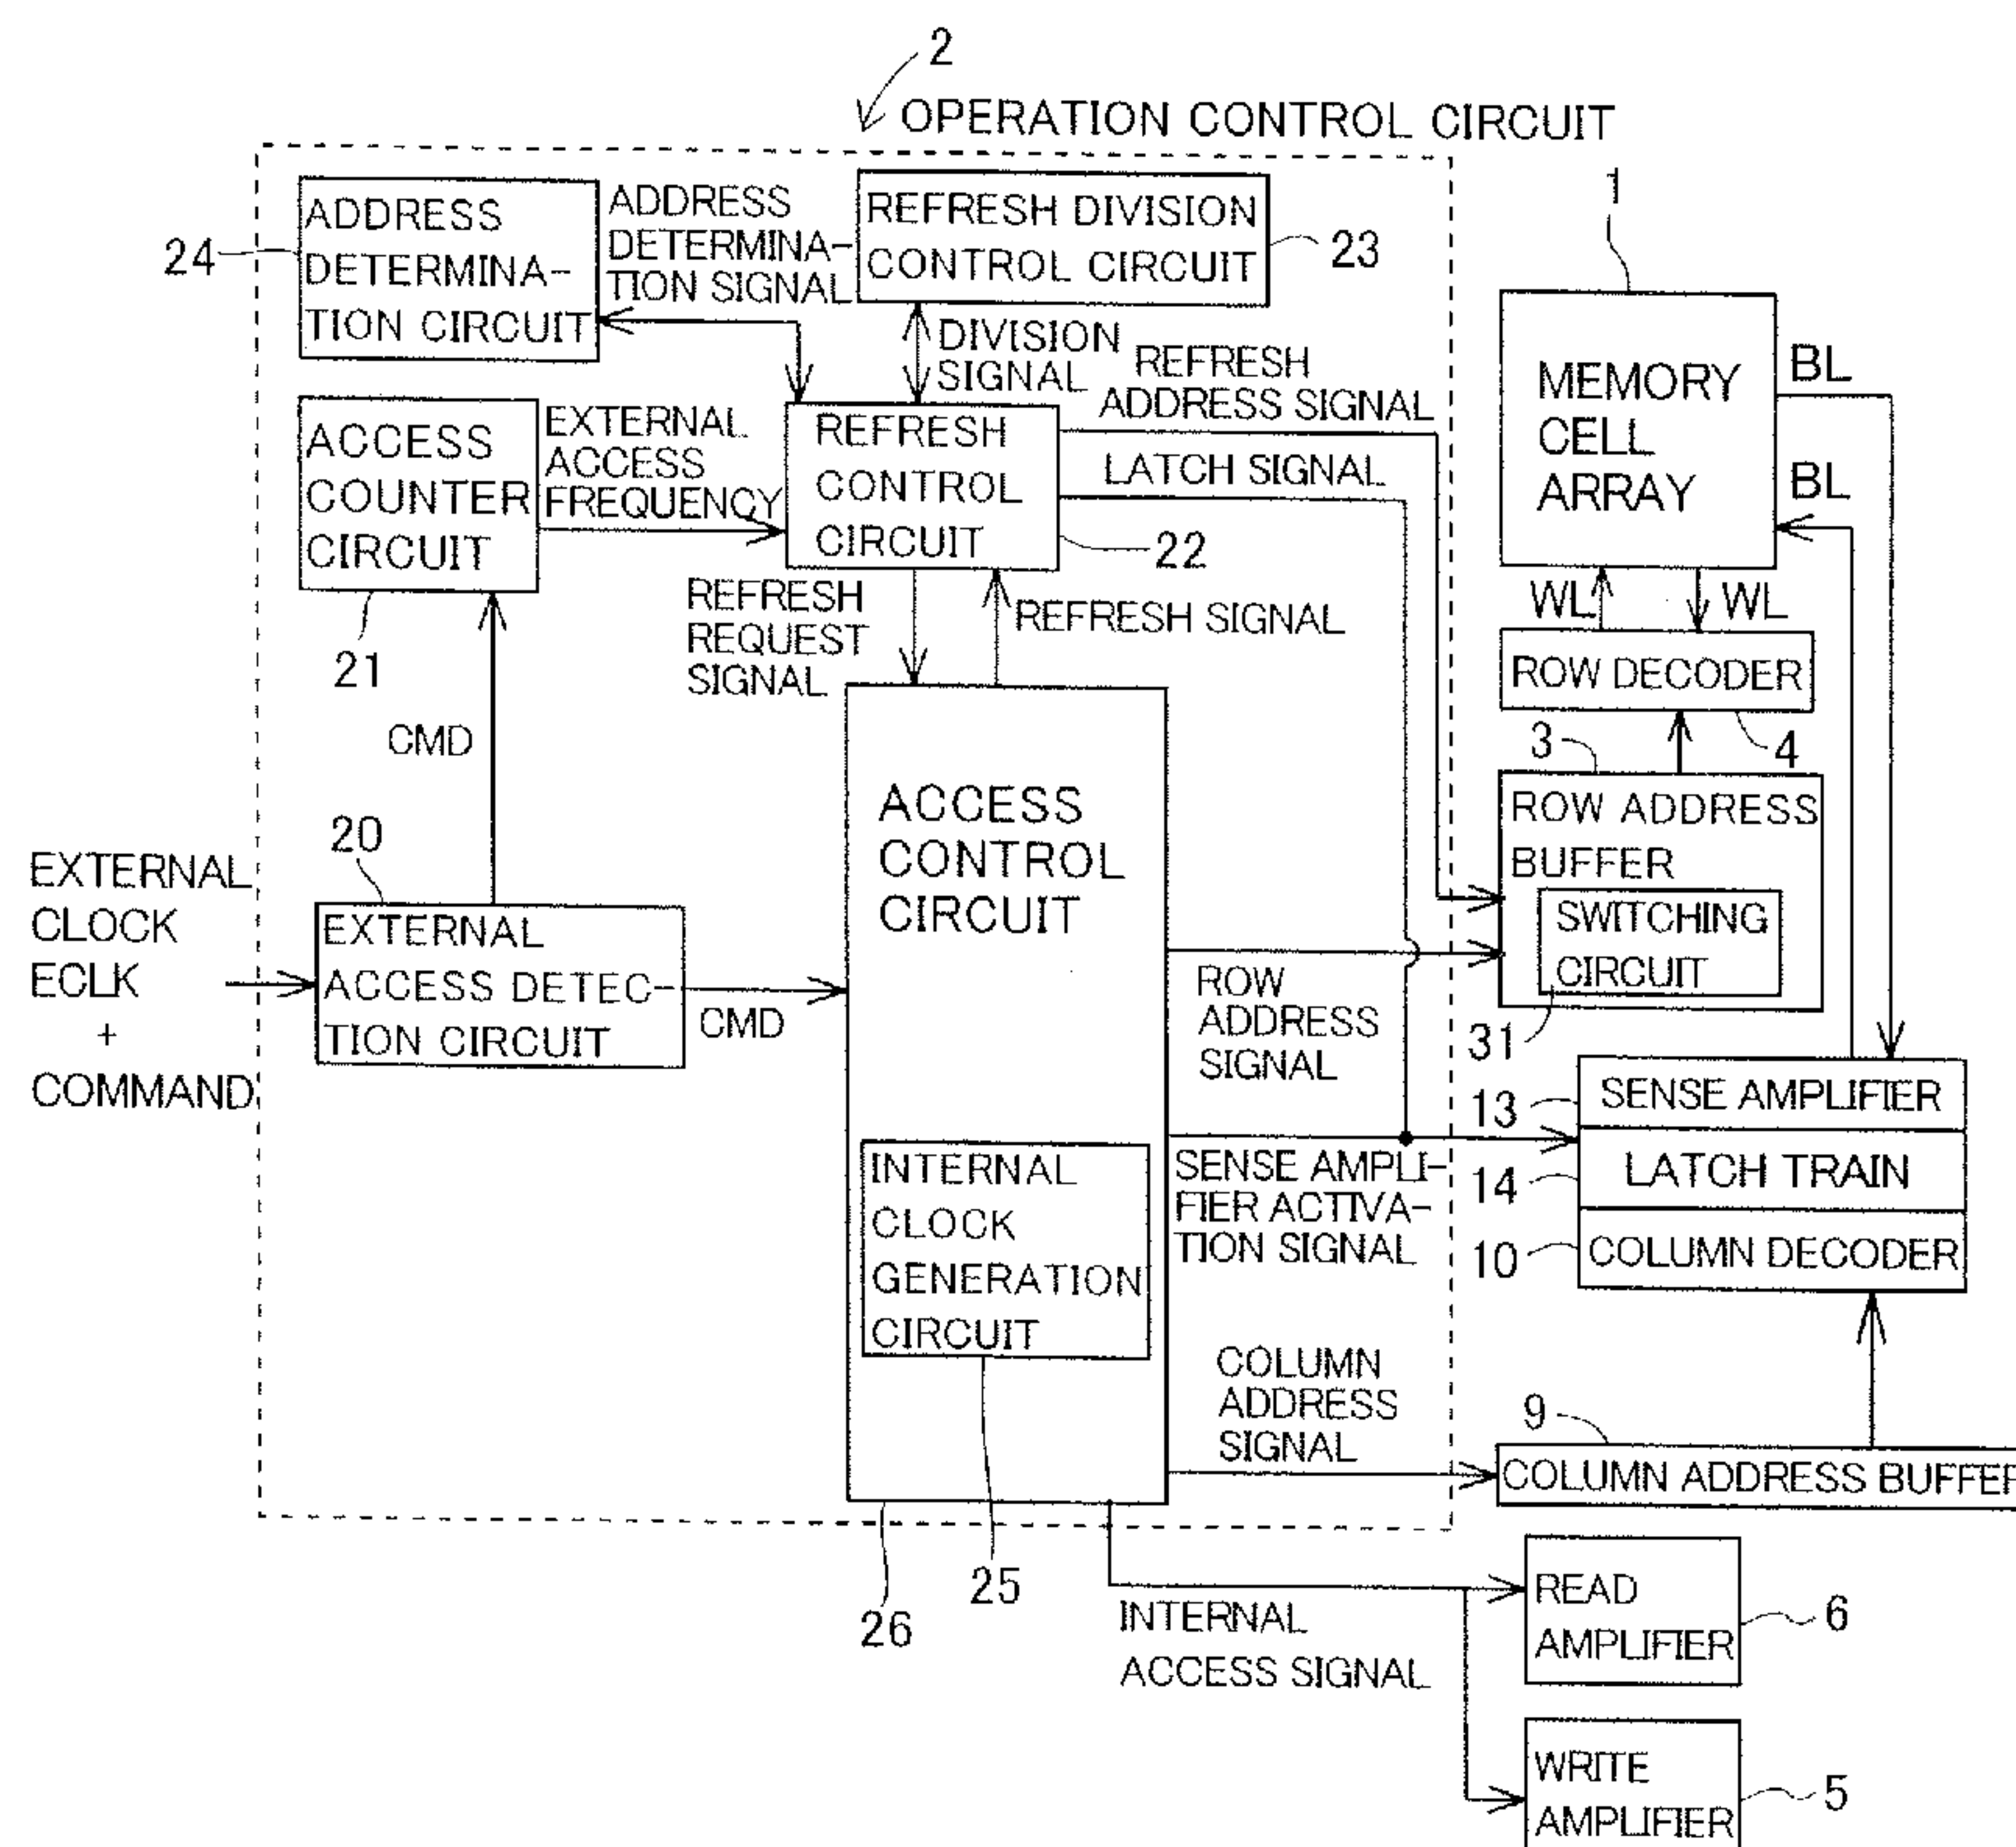 2
OPERATION CONTROL CIRCUIT
24
ADDRESS
DETERMINA-
TION CIRCUIT
ADDRESS
DETERMINA-
TION SIGNAL
REFRESH DIVISION
CONTROL CIRCUIT
23
DIVISION
SIGNAL
REFRESH
ADDRESS SIGNAL
LATCH SIGNAL
ACCESS
COUNTER
CIRCUIT
21
EXTERNAL
ACCESS
FREQUENCY
REFRESH
CONTROL
CIRCUIT
22
REFRESH
REQUEST
SIGNAL
REFRESH SIGNAL
1
MEMORY
CELL
ARRAY
BL
BL
WL
WL
ROW DECODER
4
3
ROW ADDRESS
BUFFER
SWITCHING
CIRCUIT
31
CMD
EXTERNAL
CLOCK
ECLK
+
COMMAND
20
EXTERNAL
ACCESS DETEC-
TION CIRCUIT
CMD
ACCESS
CONTROL
CIRCUIT
INTERNAL
CLOCK
GENERATION
CIRCUIT
25
26
ROW
ADDRESS
SIGNAL
SENSE AMPLI-
FIER ACTIVA-
TION SIGNAL
13
SENSE AMPLIFIER
14
LATCH TRAIN
10
COLUMN DECODER
COLUMN
ADDRESS
SIGNAL
9
COLUMN ADDRESS BUFFER
INTERNAL
ACCESS SIGNAL
READ
AMPLIFIER
6
WRITE
AMPLIFIER
5